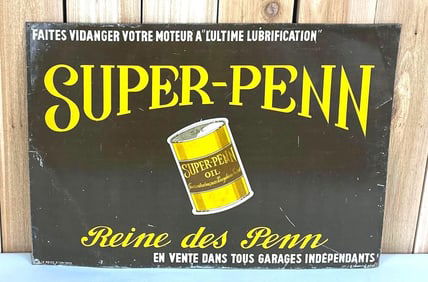 FAITES VIDANGER VOTRE MOTEUR A "L'ULTIME LUBRIFICATION"
SUPER-PENN
SUPER-PENN
OIL
Reine des Penn
EN VENTE DANS TOUS GARAGES INDÉPENDANTS